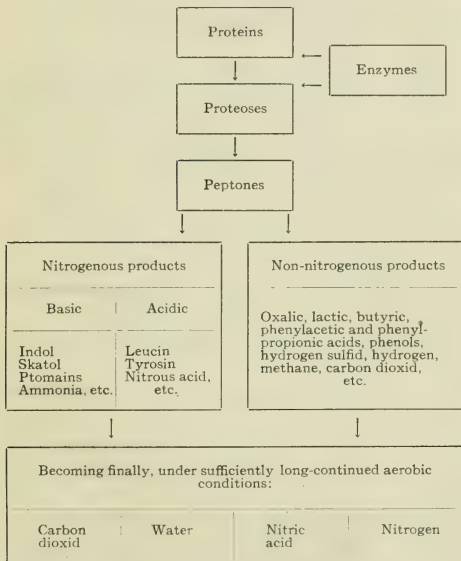 Proteins
Enzymes
Proteoses
Peptones
Nitrogenous products
Basic
Acidic
Indol
Skatol
Ptomains
Ammonia, etc.
Leucin
Tyrosin
Nitrous acid,
etc.
Non-nitrogenous products
Oxalic, lactic, butyric,
phenylacetic and phenyl-
propionic acids, phenols,
hydrogen sulfid, hydrogen,
methane, carbon dioxid,
etc.
Becoming finally, under sufficiently long-continued aerobic
conditions:
Carbon
dioxid
Water
Nitric
acid
Nitrogen